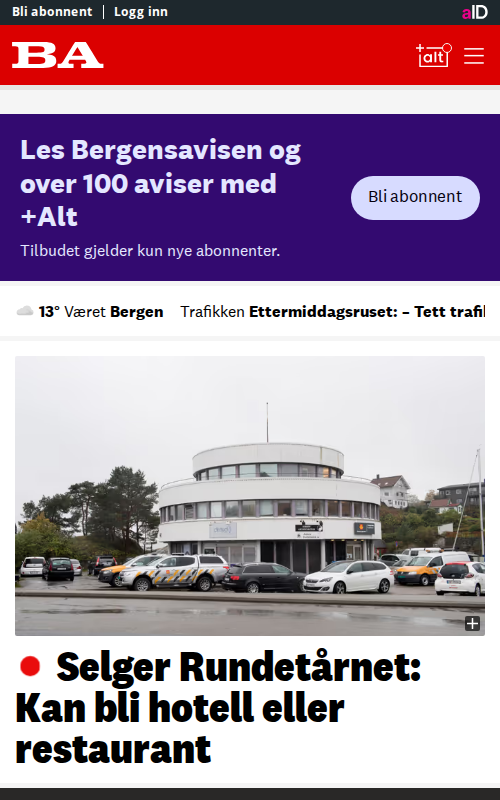 Bli abonnent | Logg inn
aID
BA
+alt
Les Bergensavisen og
over 100 aviser med
+Alt
Bli abonnent
Tilbudet gjelder kun nye abonnenter.
13° Været Bergen Trafikken Ettermiddagsruset: – Tett trafik
Selger Rundetårnet:
Kan bli hotell eller
restaurant